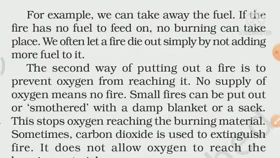 For example, we can take away the fuel. If the
fire has no fuel to feed on, no burning can take
place. We often let a fire die out simply by not adding
more fuel to it.
The second way of putting out a fire is to
prevent oxygen from reaching it. No supply of
oxygen means no fire. Small fires can be put out
or ‘smothered’ with a damp blanket or a sack.
This stops oxygen reaching the burning material.
Sometimes, carbon dioxide is used to extinguish
fire. It does not allow oxygen to reach the